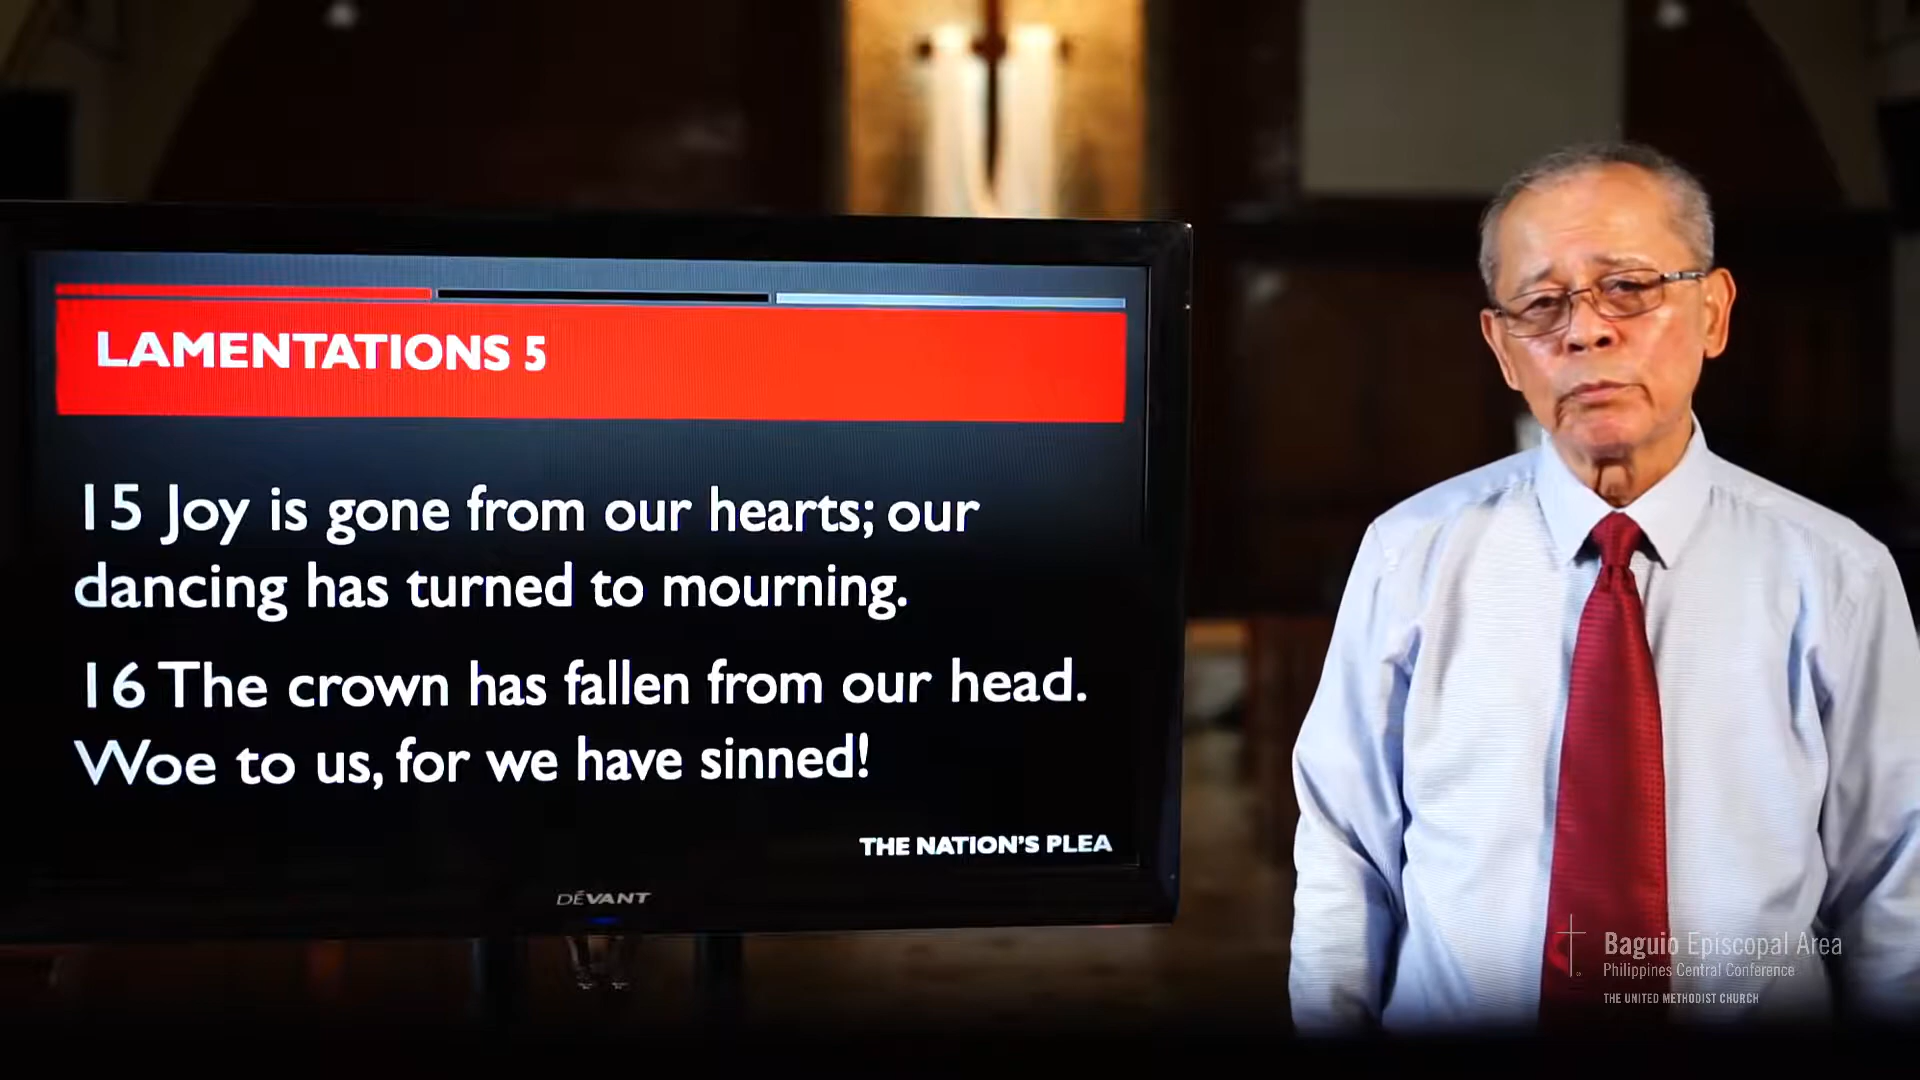 LAMENTATIONS 5
15 Joy is gone from our hearts; our
dancing has turned to mourning.
16 The crown has fallen from our head.
Woe to us, for we have sinned!
THE NATION'S PLEA
DÉVANT
Baguio Episcopal Area
Philippines Central Conference
THE UNITED METHODIST CHURCH